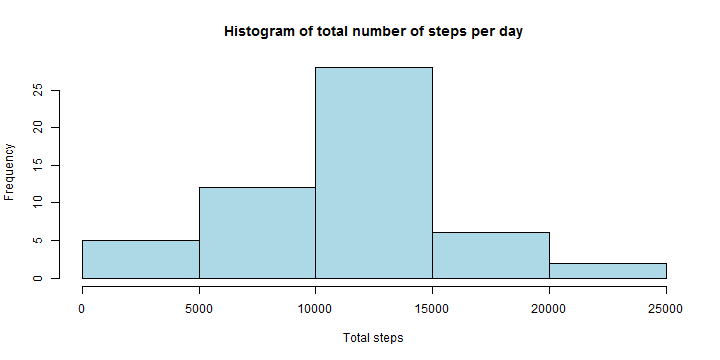 Histogram of total number of steps per day
Frequency
25
20
15
10
5
0
0 5000 10000 15000 20000 25000
Total steps